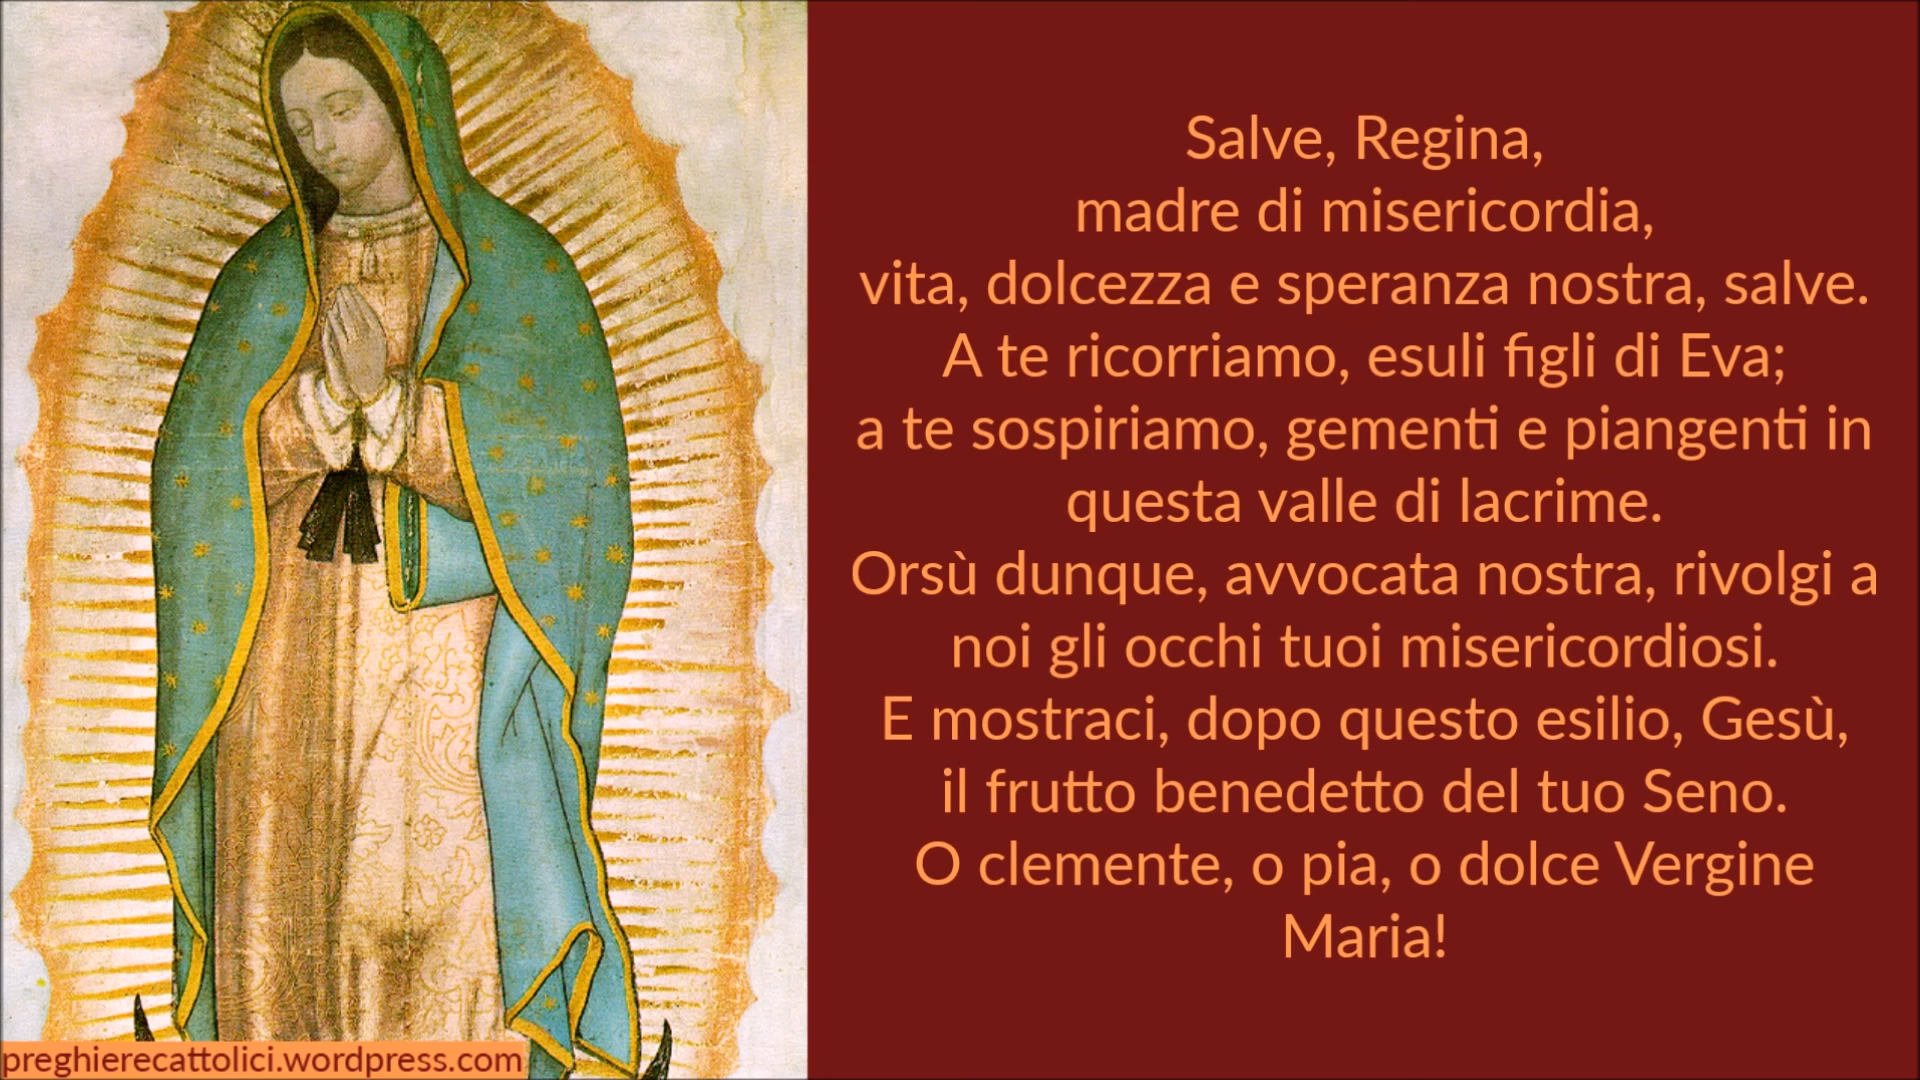 Salve, Regina,
madre di misericordia,
vita, dolcezza e speranza nostra, salve.
A te ricorriamo, esuli figli di Eva;
a te sospiriamo, gementi e piangenti in
questa valle di lacrime.
Orsù dunque, avvocata nostra, rivolgi a
noi gli occhi tuoi misericordiosi.
E mostraci, dopo questo esilio, Gesù,
il frutto benedetto del tuo Seno.
O clemente, o pia, o dolce Vergine
Maria!
preghierecattolici.wordpress.com